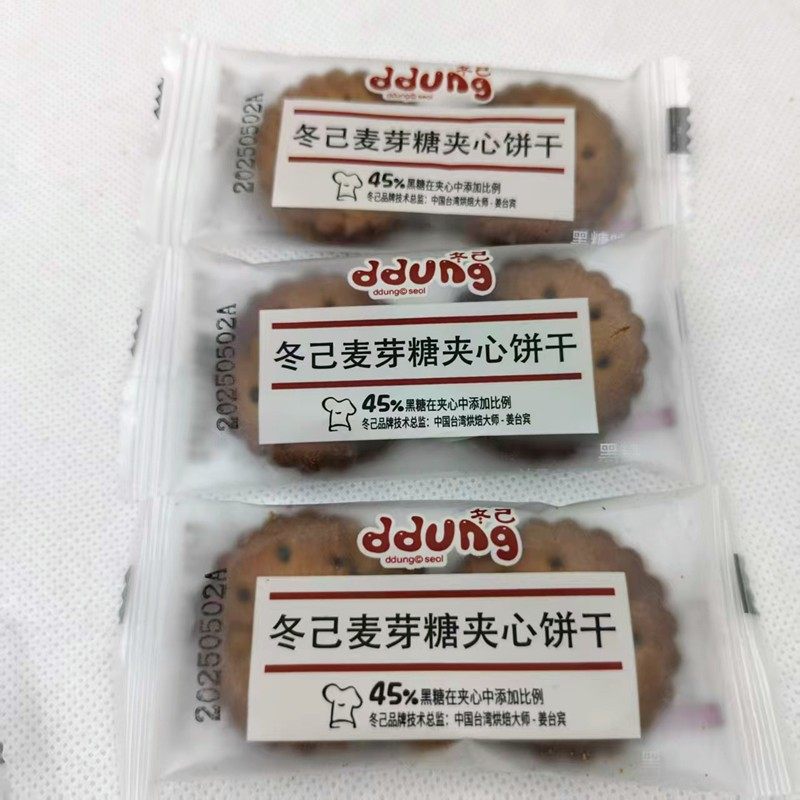 冬己
ddung
ddung© seol
20250502A
冬己麦芽糖夹心饼干
45%黑糖在夹心中添加比例
冬己品牌技术总监：中国台湾烘焙大师-姜台宾
黑糖
冬己
ddung
ddung© seol
20250502A
冬己麦芽糖夹心饼干
45%黑糖在夹心中添加比例
冬己品牌技术总监：中国台湾烘焙大师-姜台宾
黑
冬己
ddung
ddung© seol
20250502A
冬己麦芽糖夹心饼干
45%黑糖在夹心中添加比例
冬己品牌技术总监：中国台湾烘焙大师-姜台宾